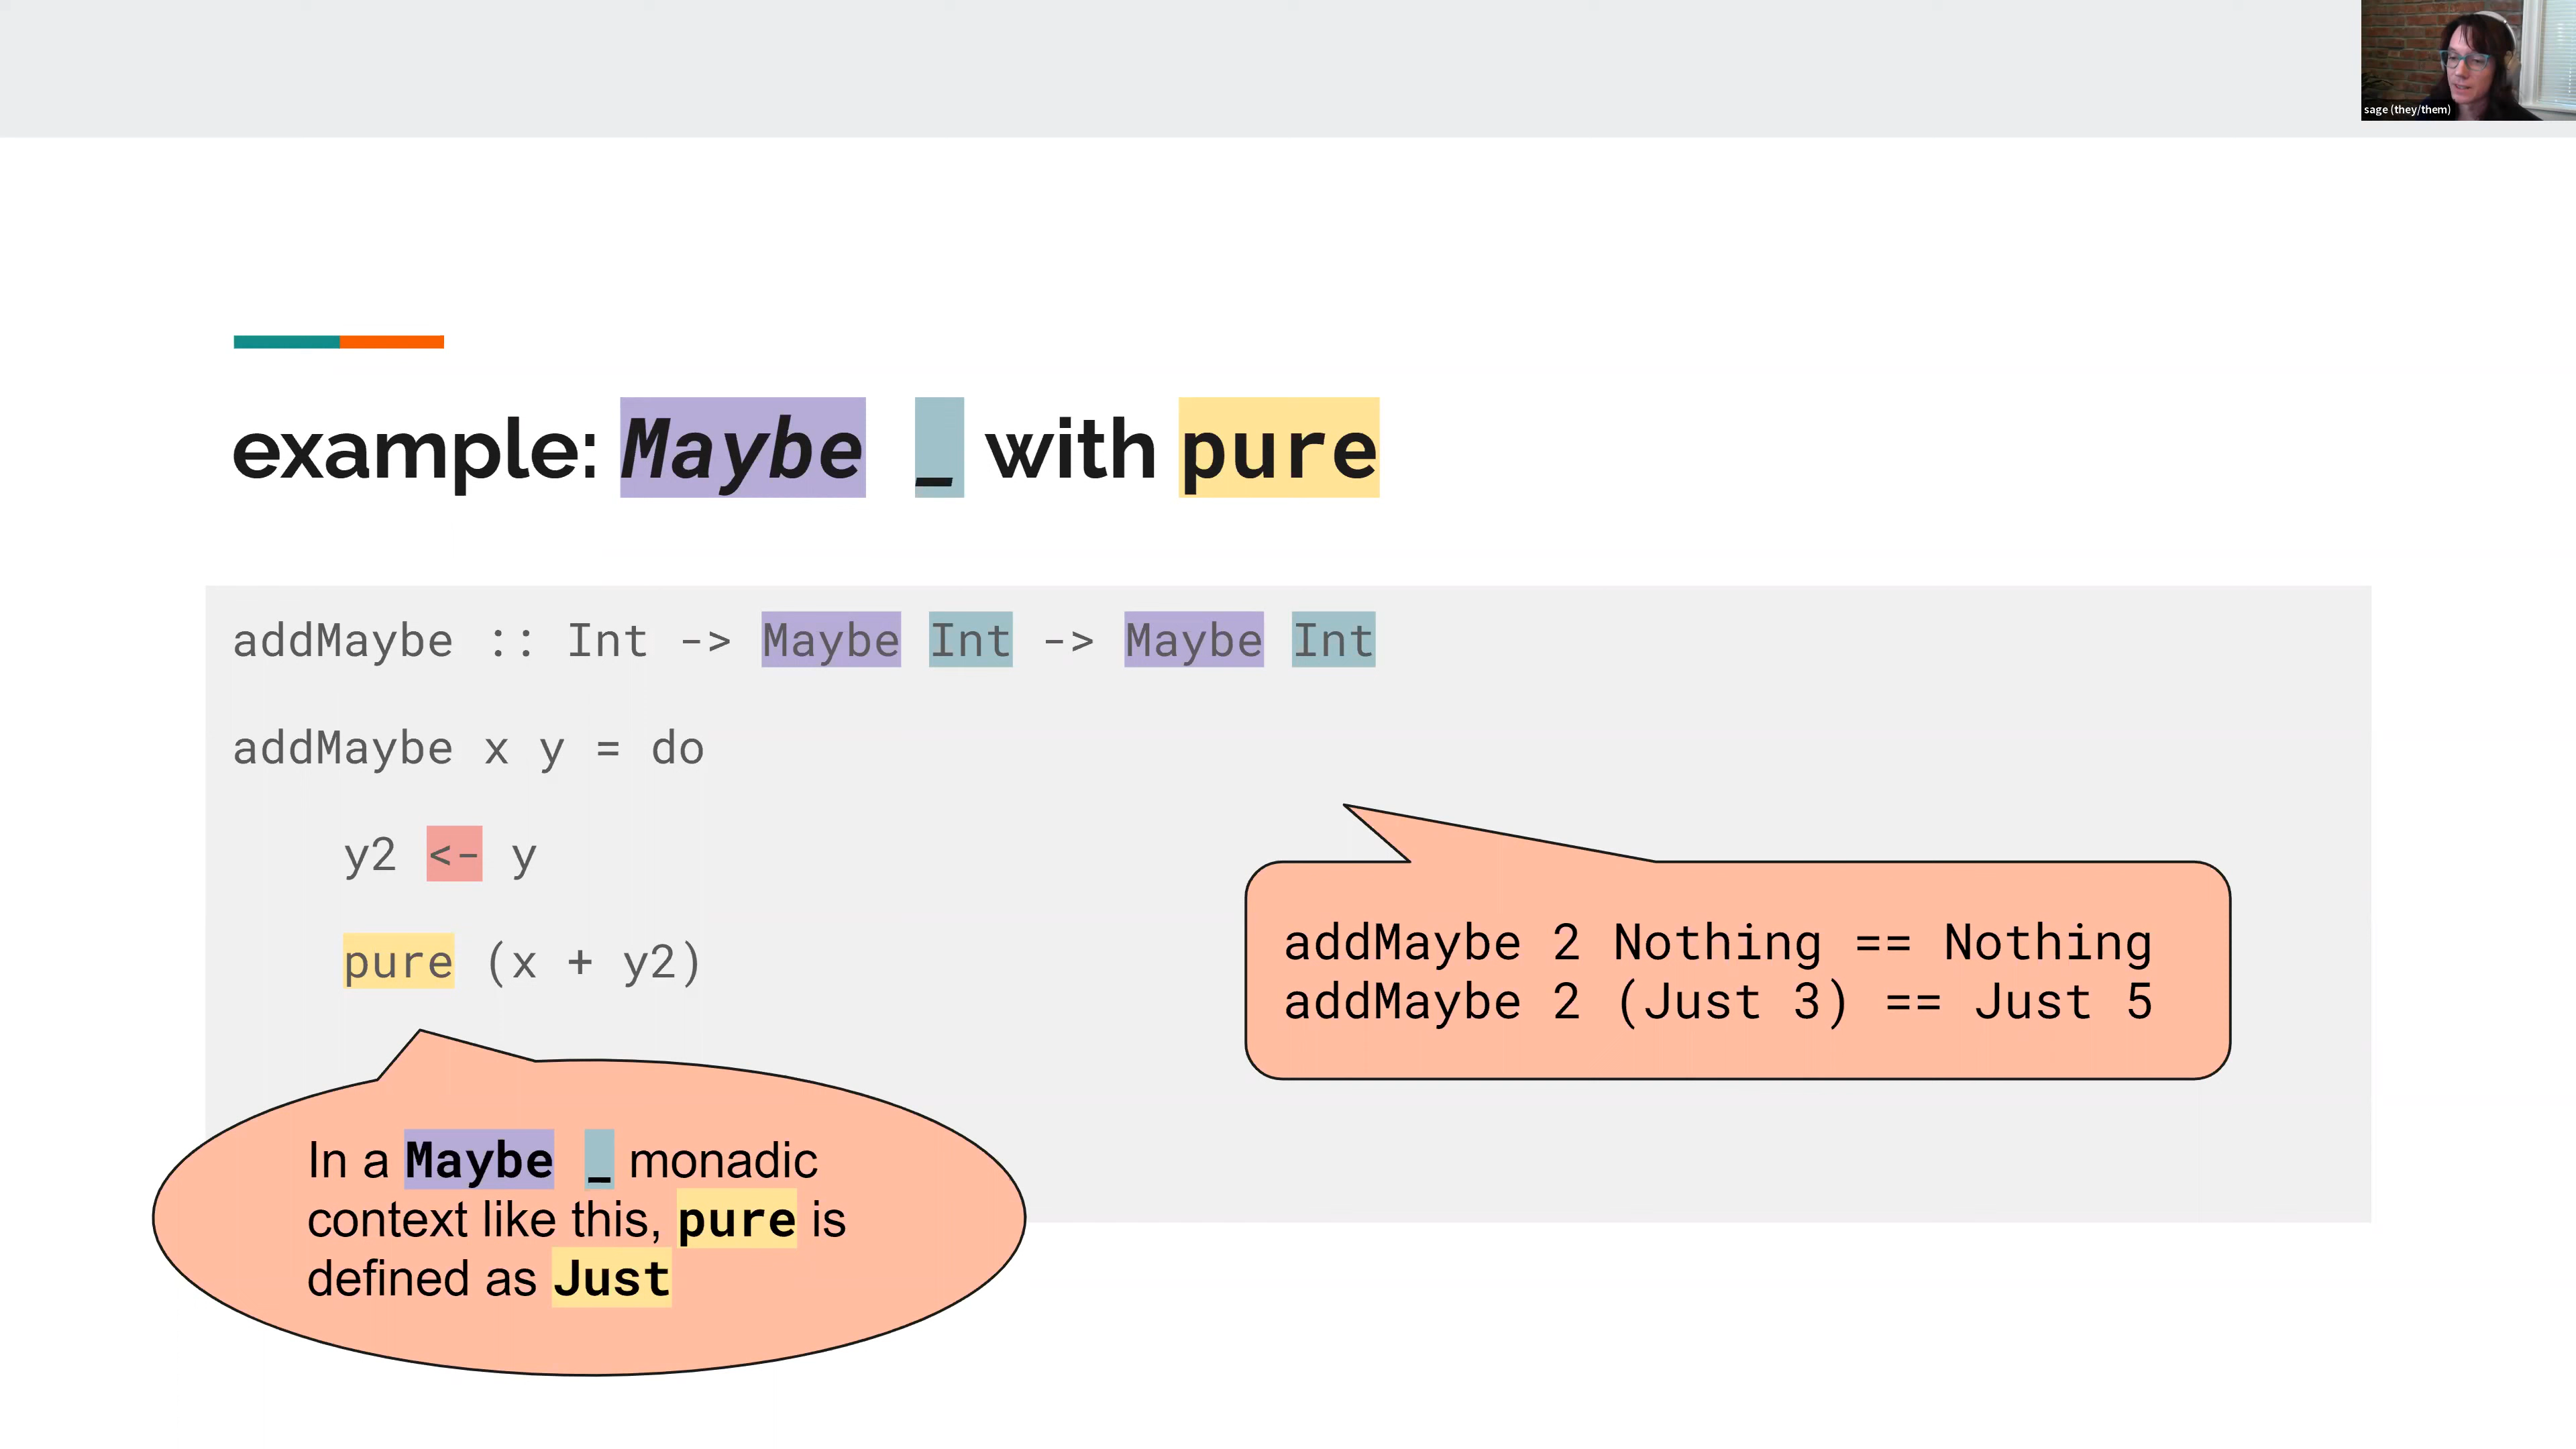 sage (they/them)
example: Maybe _ with pure
addMaybe :: Int -> Maybe Int -> Maybe Int
addMaybe x y = do
y2 <- y
pure (x + y2)
addMaybe 2 Nothing == Nothing
addMaybe 2 (Just 3) == Just 5
In a Maybe _ monadic
context like this, pure is
defined as Just